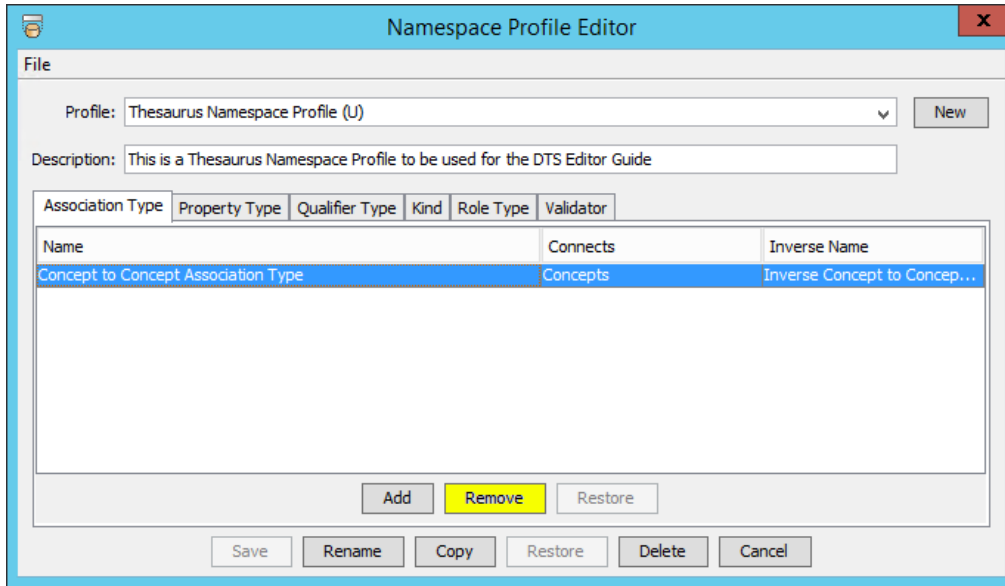 Namespace Profile Editor
x
File
Profile: Thesaurus Namespace Profile (U) New
Description: This is a Thesaurus Namespace Profile to be used for the DTS Editor Guide
Association Type Property Type Qualifier Type Kind Role Type Validator
Name Connects Inverse Name
Concept to Concept Association Type Concepts Inverse Concept to Concep...
Add Remove Restore
Save Rename Copy Restore Delete Cancel